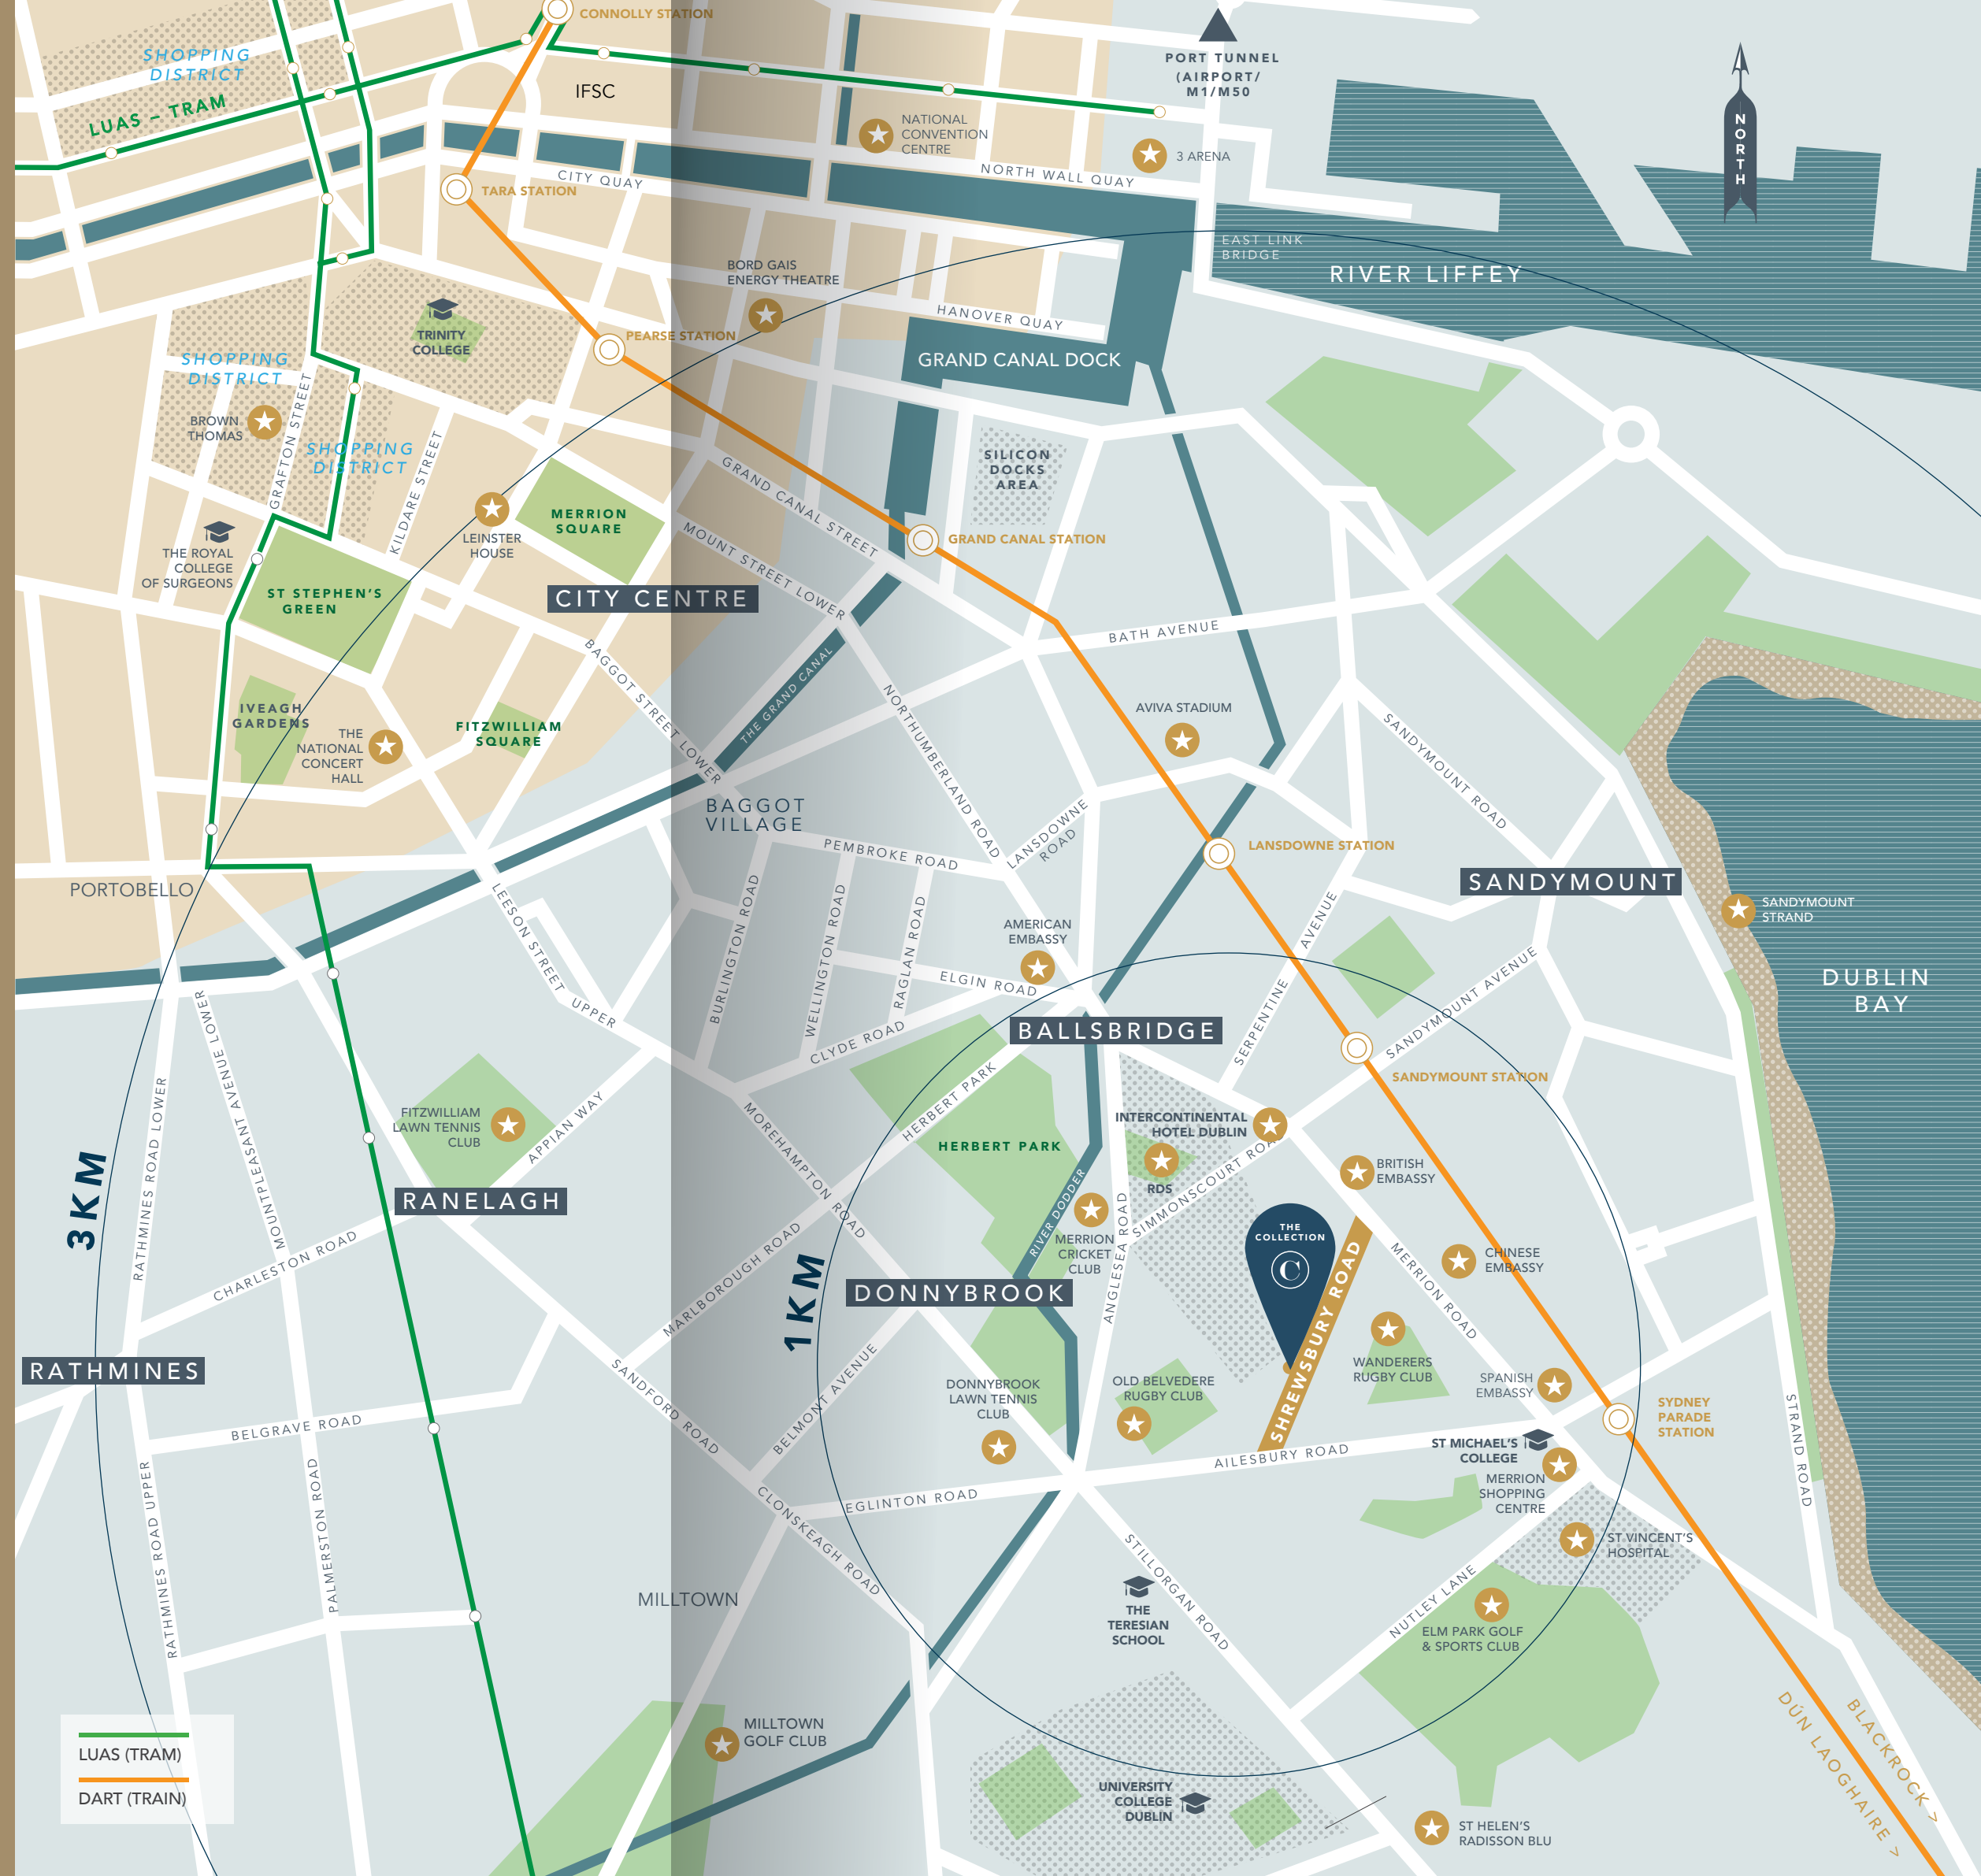 CONNOLLY STATION
SHOPPING
DISTRICT
LUAS – TRAM
IFSC
PORT TUNNEL
(AIRPORT/
M1/M50
NORTH
NATIONAL
CONVENTION
CENTRE
3 ARENA
CITY QUAY
NORTH WALL QUAY
TARA STATION
EAST LINK
BRIDGE
RIVER LIFFEY
BORD GAIS
ENERGY THEATRE
HANOVER QUAY
TRINITY
COLLEGE
PEARSE STATION
GRAND CANAL DOCK
SHOPPING
DISTRICT
BROWN
THOMAS
GRAFTON STREET
SHOPPING
DISTRICT
KILDARE STREET
SILICON
DOCKS
AREA
GRAND CANAL STREET
MERRION
SQUARE
LEINSTER
HOUSE
MOUNT STREET LOWER
GRAND CANAL STATION
THE ROYAL
COLLEGE
OF SURGEONS
ST STEPHEN'S
GREEN
CITY CENTRE
BATH AVENUE
BAGGOT STREET LOWER
THE GRAND CANAL
NORTHUMBERLAND ROAD
IVEAGH
GARDENS
THE
NATIONAL
CONCERT
HALL
FITZWILLIAM
SQUARE
AVIVA STADIUM
SANDYMOUNT ROAD
BAGGOT
VILLAGE
PEMBROKE ROAD
LANSDOWNE
ROAD
LANSDOWNE STATION
PORTOBELLO
SANDYMOUNT
SANDYMOUNT
STRAND
LEESON STREET
UPPER
BURLINGTON ROAD
WELLINGTON ROAD
RAGLAN ROAD
AMERICAN
EMBASSY
ELGIN ROAD
SERPENTINE
AVENUE
SANDYMOUNT AVENUE
DUBLIN
BAY
CLYDE ROAD
BALLSBRIDGE
SANDYMOUNT STATION
MOUNTPLEASANT AVENUE LOWER
RATHMINES ROAD LOWER
FITZWILLIAM
LAWN TENNIS
CLUB
APPIAN WAY
HERBERT PARK
HERBERT PARK
INTERCONTINENTAL
HOTEL DUBLIN
RDS
SIMMONSCOURT ROAD
BRITISH
EMBASSY
MOREHAMPTON ROAD
RANELAGH
3KM
RIVER DODDER
MERRION
CRICKET
CLUB
ANGLESEA ROAD
THE
COLLECTION
C
SHREWSBURY ROAD
MERRION ROAD
CHINESE
EMBASSY
CHARLESTON ROAD
MARLBOROUGH ROAD
DONNYBROOK
1KM
RATHMINES
SANDFORD ROAD
BELMONT AVENUE
DONNYBROOK
LAWN TENNIS
CLUB
OLD BELVEDERE
RUGBY CLUB
WANDERERS
RUGBY CLUB
SPANISH
EMBASSY
SYDNEY
PARADE
STATION
STRAND ROAD
BELGRAVE ROAD
AILESBURY ROAD
ST MICHAEL'S
COLLEGE
MERRION
SHOPPING
CENTRE
RATHMINES ROAD UPPER
PALMERSTON ROAD
CLONSKEAGH ROAD
EGLINTON ROAD
STILLORGAN ROAD
ST VINCENT'S
HOSPITAL
MILLTOWN
THE
TERESIAN
SCHOOL
NUTLEY LANE
ELM PARK GOLF
& SPORTS CLUB
MILLTOWN
GOLF CLUB
LUAS (TRAM)
DART (TRAIN)
UNIVERSITY
COLLEGE
DUBLIN
ST HELEN'S
RADISSON BLU
BLACKROCK >
DÚN LAOGHAIRE >